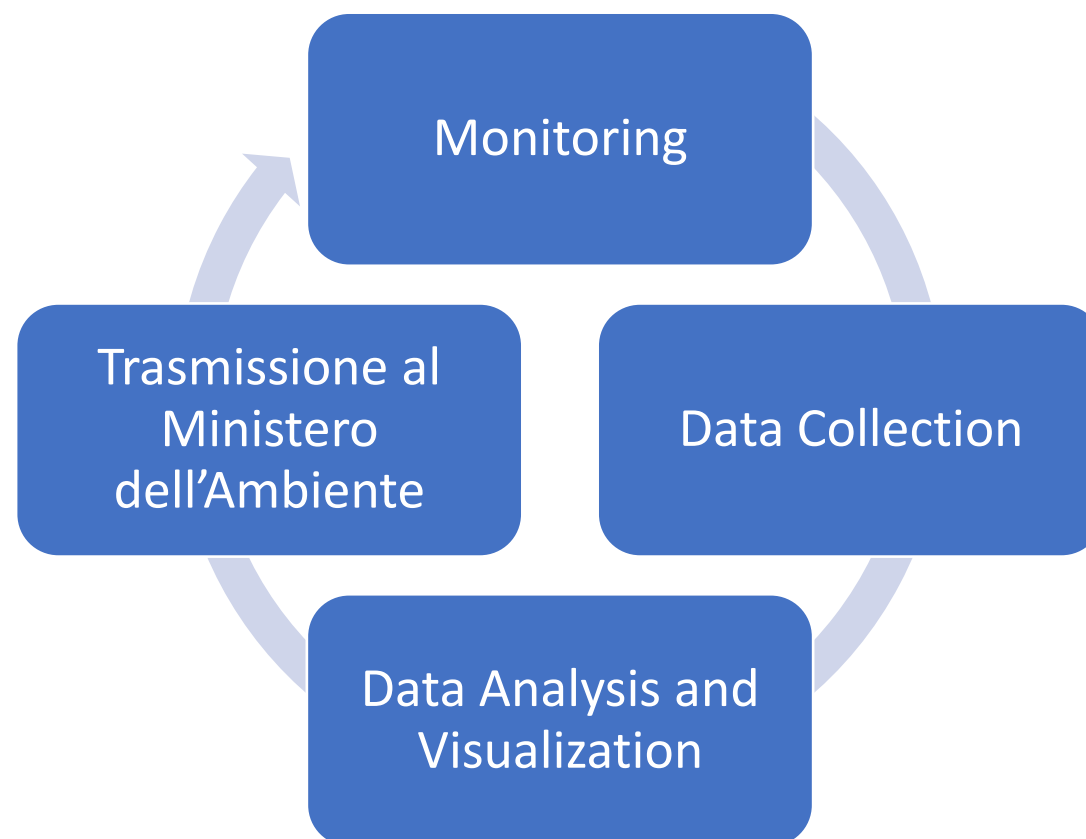 Monitoring
Trasmissione al
Ministero
dell’Ambiente
Data Collection
Data Analysis and
Visualization